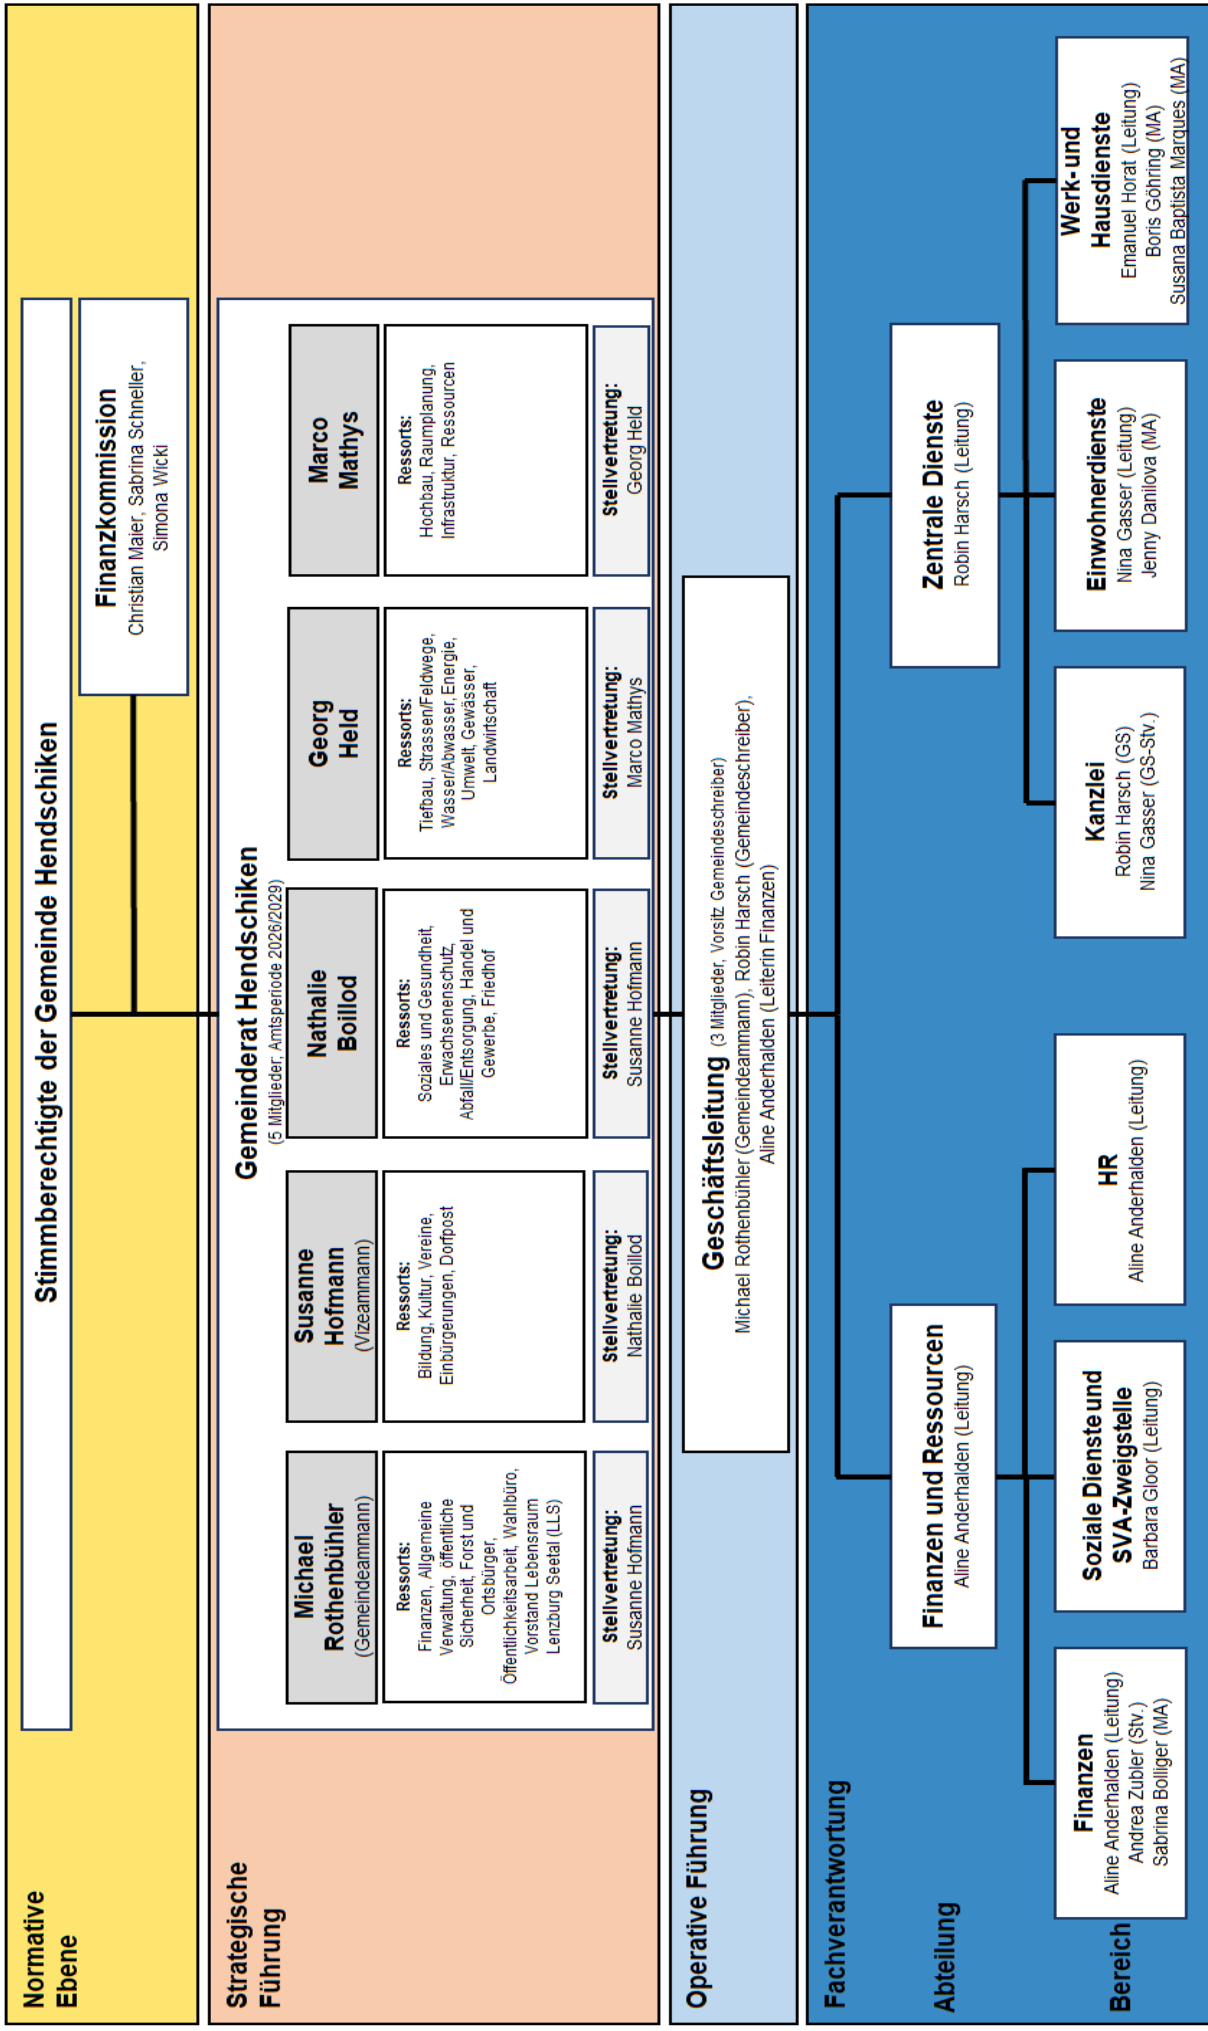 Normative
Ebene
Stimmberechtigte der Gemeinde Hendschiken
Finanzkommission
Christian Maier, Sabrina Schneller,
Simona Wicki
Strategische
Führung
Gemeinderat Hendschiken
(5 Mitglieder, Amtsperiode 2026/2029)
Michael
Rothenbühler
(Gemeindeammann)
Ressorts:
Finanzen, Allgemeine
Verwaltung, öffentliche
Sicherheit, Forst und
Ortsbürger,
Öffentlichkeitsarbeit, Wahlbüro,
Vorstand Lebensraum
Lenzburg Seetal (LLS)
Stellvertretung:
Susanne Hofmann
Susanne
Hofmann
(Vizeammann)
Ressorts:
Bildung, Kultur, Vereine,
Einbürgerungen, Dorfpost
Stellvertretung:
Nathalie Boillod
Nathalie
Boillod
Ressorts:
Soziales und Gesundheit,
Erwachsenenschutz,
Abfall/Entsorgung, Handel und
Gewerbe, Friedhof
Stellvertretung:
Susanne Hofmann
Georg
Held
Ressorts:
Tiefbau, Strassen/Feldwege,
Wasser/Abwasser, Energie,
Umwelt, Gewässer,
Landwirtschaft
Stellvertretung:
Marco Mathys
Marco
Mathys
Ressorts:
Hochbau, Raumplanung,
Infrastruktur, Ressourcen
Stellvertretung:
Georg Held
Operative Führung
Geschäftsleitung (3 Mitglieder, Vorsitz Gemeindeschreiber)
Michael Rothenbühler (Gemeindeammann), Robin Harsch (Gemeindeschreiber),
Aline Anderhalden (Leiterin Finanzen)
Fachverantwortung
Abteilung
Finanzen und Ressourcen
Aline Anderhalden (Leitung)
Zentrale Dienste
Robin Harsch (Leitung)
Bereich
Finanzen
Aline Anderhalden (Leitung)
Andrea Zubler (Stv.)
Sabrina Bolliger (MA)
Soziale Dienste und
SVA-Zweigstelle
Barbara Gloor (Leitung)
HR
Aline Anderhalden (Leitung)
Kanzlei
Robin Harsch (GS)
Nina Gasser (GS-Stv.)
Einwohnerdienste
Nina Gasser (Leitung)
Jenny Danilova (MA)
Werk- und
Hausdienste
Emanuel Horat (Leitung)
Boris Göhring (MA)
Susana Baptista Marques (MA)